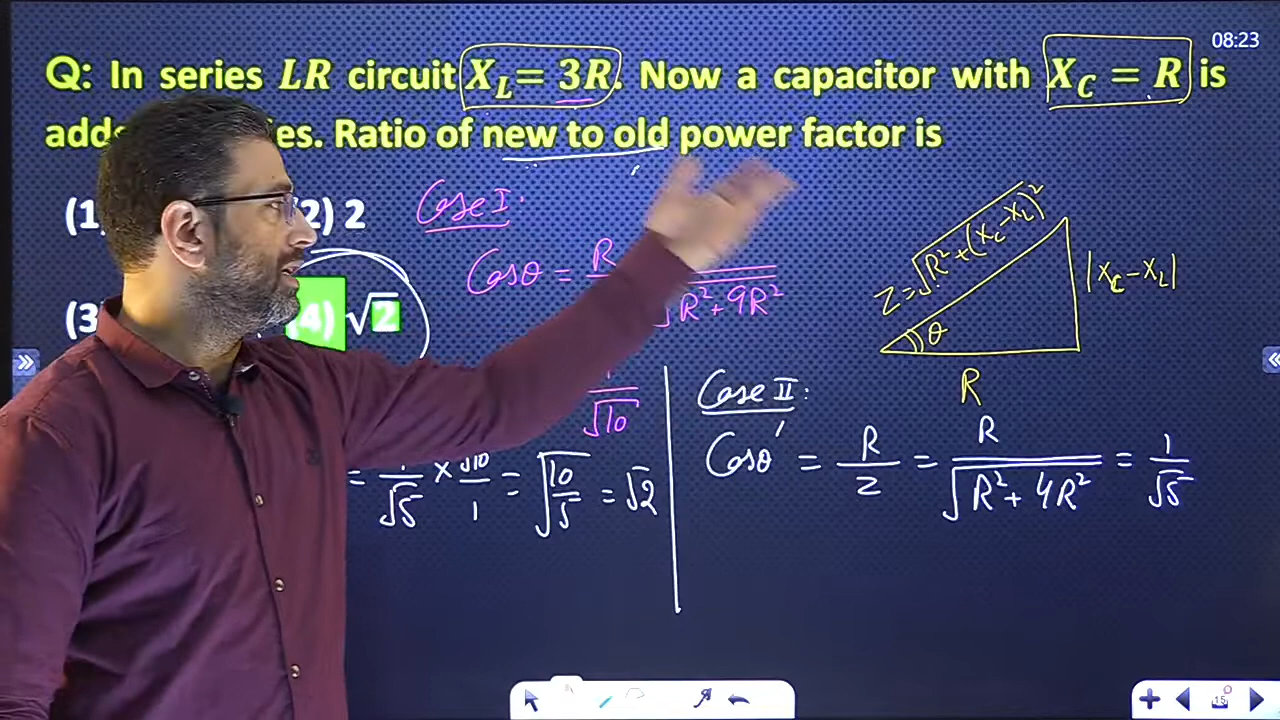 08:23
Q: In series LR circuit X_L = 3R. Now a capacitor with X_C = R is
Ratio of new to old power factor is
(1) (2) 2
(3) (4) √2
Case I.
Cosθ = R
√R²+9R²
1/√10
Z=√R²+(X_C-X_L)²
|X_C-X_L|
θ
R
= 1/√5 × √10/1 = √10/5 = √2
Case II:
Cosθ' = R/Z = R/√R²+4R² = 1/√5
15